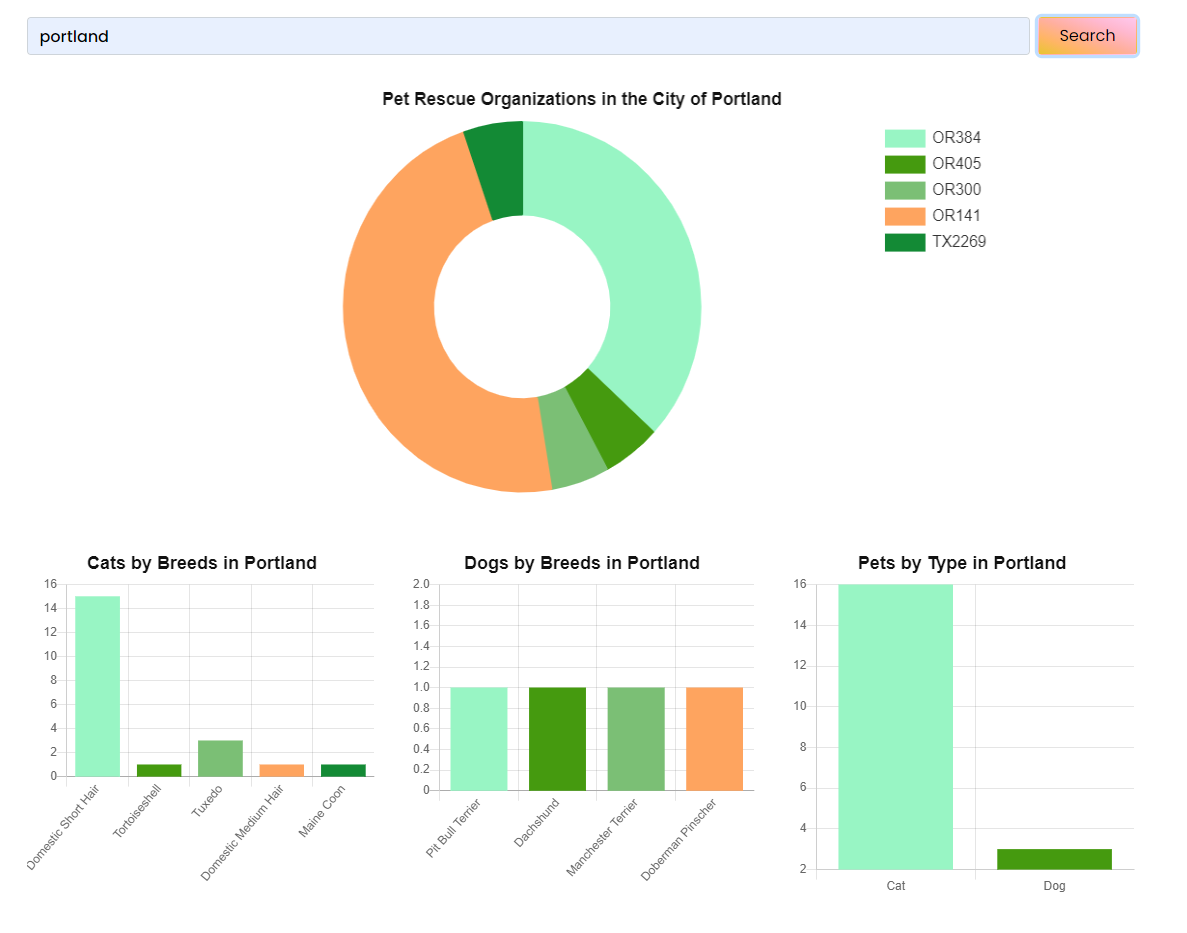 portland
Search
Pet Rescue Organizations in the City of Portland
OR384
OR405
OR300
OR141
TX2269
Cats by Breeds in Portland
16
14
12
10
8
6
4
2
0
Domestic Short Hair
Tortoiseshell
Tuxedo
Domestic Medium Hair
Maine Coon
Dogs by Breeds in Portland
2.0
1.8
1.6
1.4
1.2
1.0
0.8
0.6
0.4
0.2
0
Pit Bull Terrier
Dachshund
Manchester Terrier
Doberman Pinscher
Pets by Type in Portland
16
14
12
10
8
6
4
2
Cat
Dog